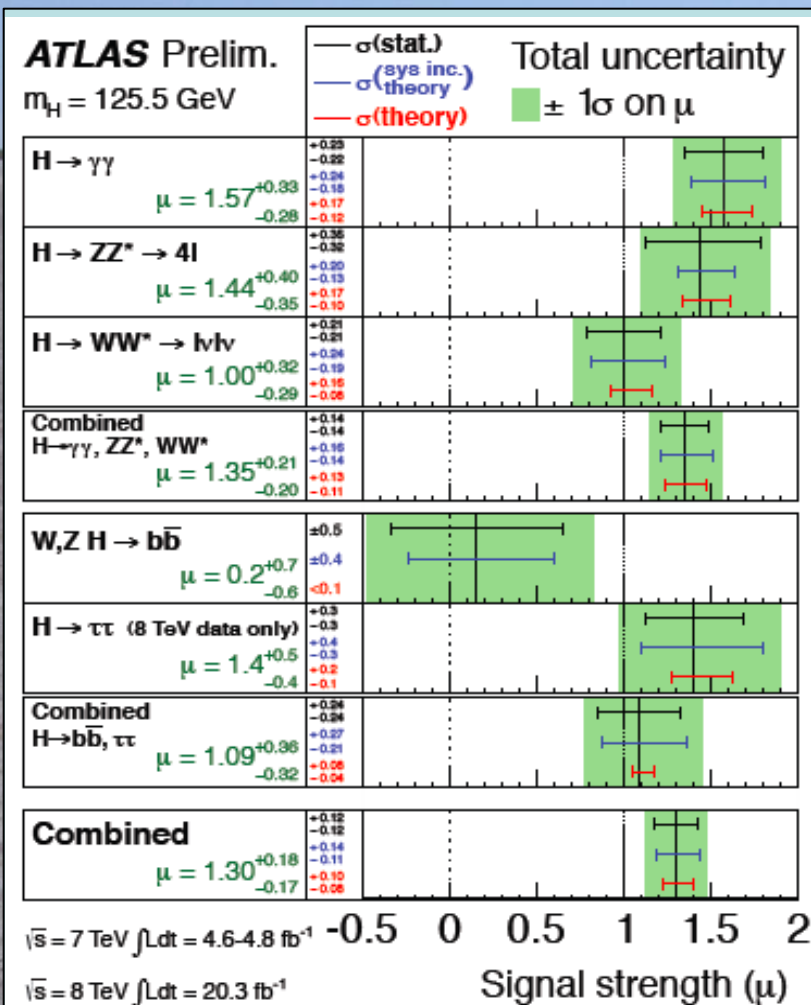 ATLAS Prelim.
m_H = 125.5 GeV
σ(stat.)
σ(sys inc. theory)
σ(theory)
Total uncertainty
± 1σ on μ
H → γγ
μ = 1.57 +0.33 -0.28
+0.23
-0.22
+0.24
-0.18
+0.17
-0.12
H → ZZ* → 4l
μ = 1.44 +0.40 -0.35
+0.35
-0.32
+0.20
-0.13
+0.17
-0.10
H → WW* → lνlν
μ = 1.00 +0.32 -0.29
+0.21
-0.21
+0.24
-0.19
+0.16
-0.08
Combined
H→γγ, ZZ*, WW*
μ = 1.35 +0.21 -0.20
+0.14
-0.14
+0.16
-0.14
+0.13
-0.11
W,Z H → bb̅
μ = 0.2 +0.7 -0.6
±0.5
±0.4
<0.1
H → ττ (8 TeV data only)
μ = 1.4 +0.5 -0.4
+0.3
-0.3
+0.4
-0.3
+0.2
-0.1
Combined
H→bb̅, ττ
μ = 1.09 +0.36 -0.32
+0.24
-0.24
+0.27
-0.21
+0.08
-0.04
Combined
μ = 1.30 +0.18 -0.17
+0.12
-0.12
+0.14
-0.11
+0.10
-0.08
√s = 7 TeV ∫Ldt = 4.6-4.8 fb⁻¹
√s = 8 TeV ∫Ldt = 20.3 fb⁻¹
-0.5 0 0.5 1 1.5 2
Signal strength (μ)